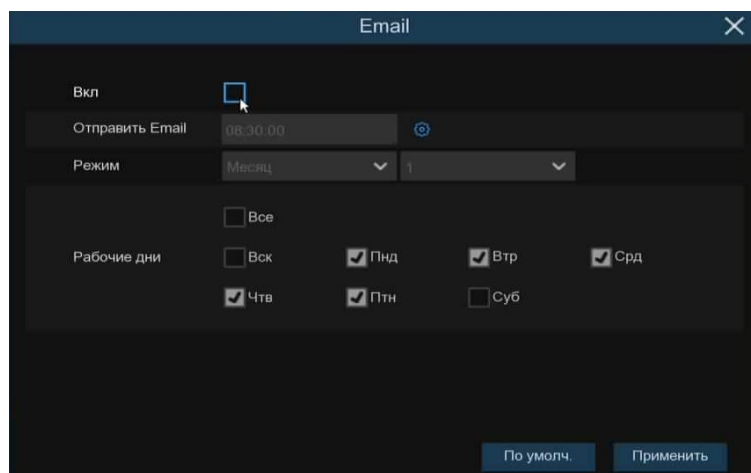 Email
Вкл
Отправить Email 08:30:00
Режим Месяц 1
Все
Рабочие дни Вск Пнд Втр Срд
Чтв Птн Суб
По умолч. Применить